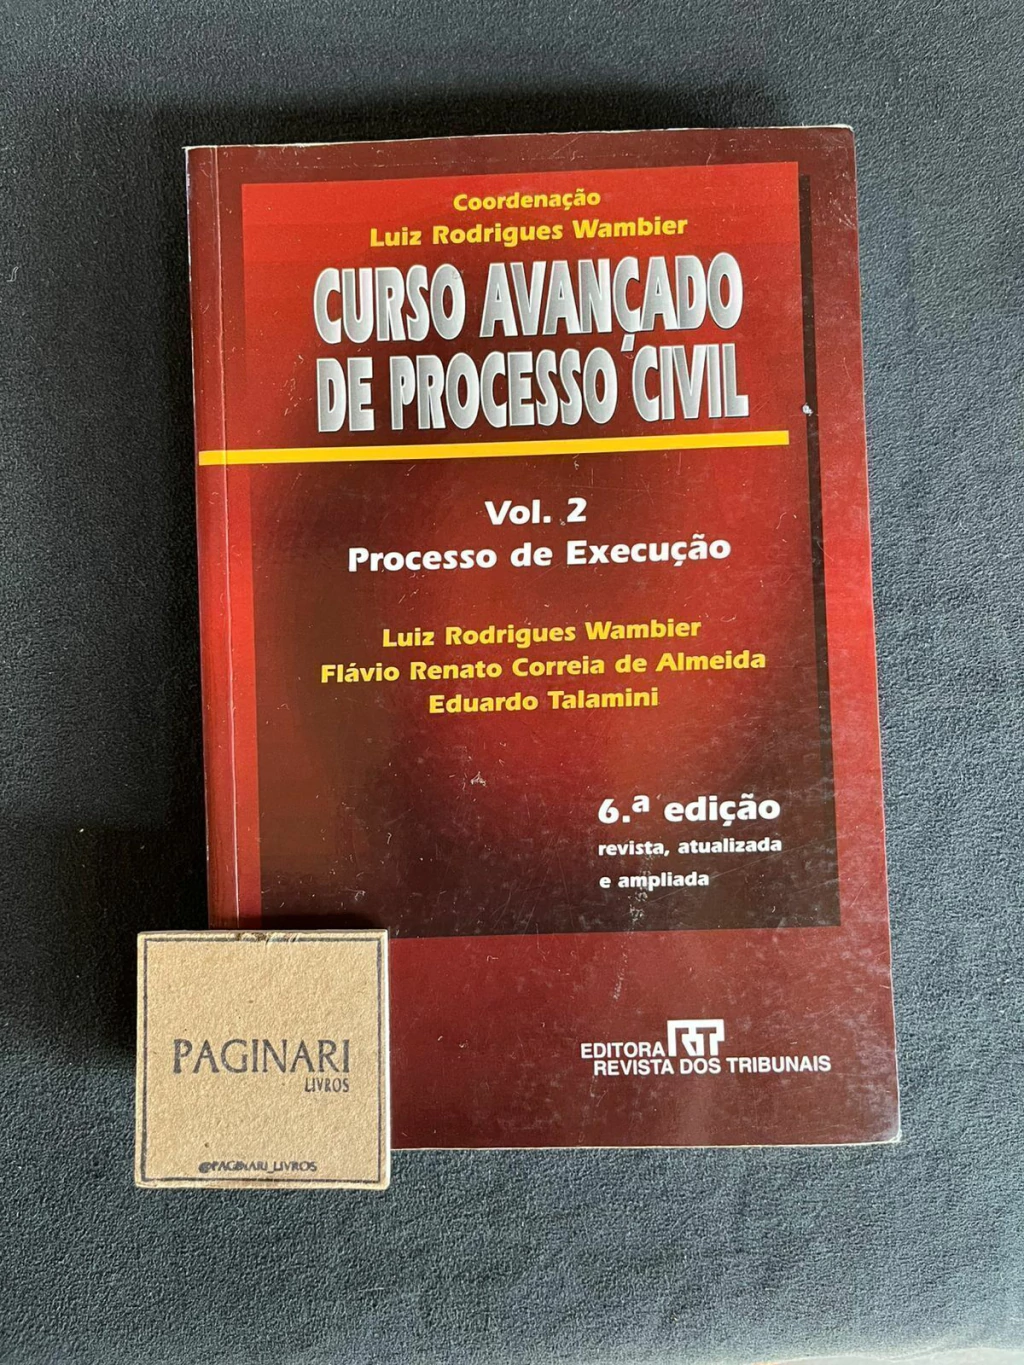 Coordenação
Luiz Rodrigues Wambier
CURSO AVANÇADO
DE PROCESSO CIVIL
Vol. 2
Processo de Execução
Luiz Rodrigues Wambier
Flávio Renato Correia de Almeida
Eduardo Talamini
6.ª edição
revista, atualizada
e ampliada
EDITORA RT
REVISTA DOS TRIBUNAIS
PAGINARI
LIVROS
@PAGINARI_LIVROS